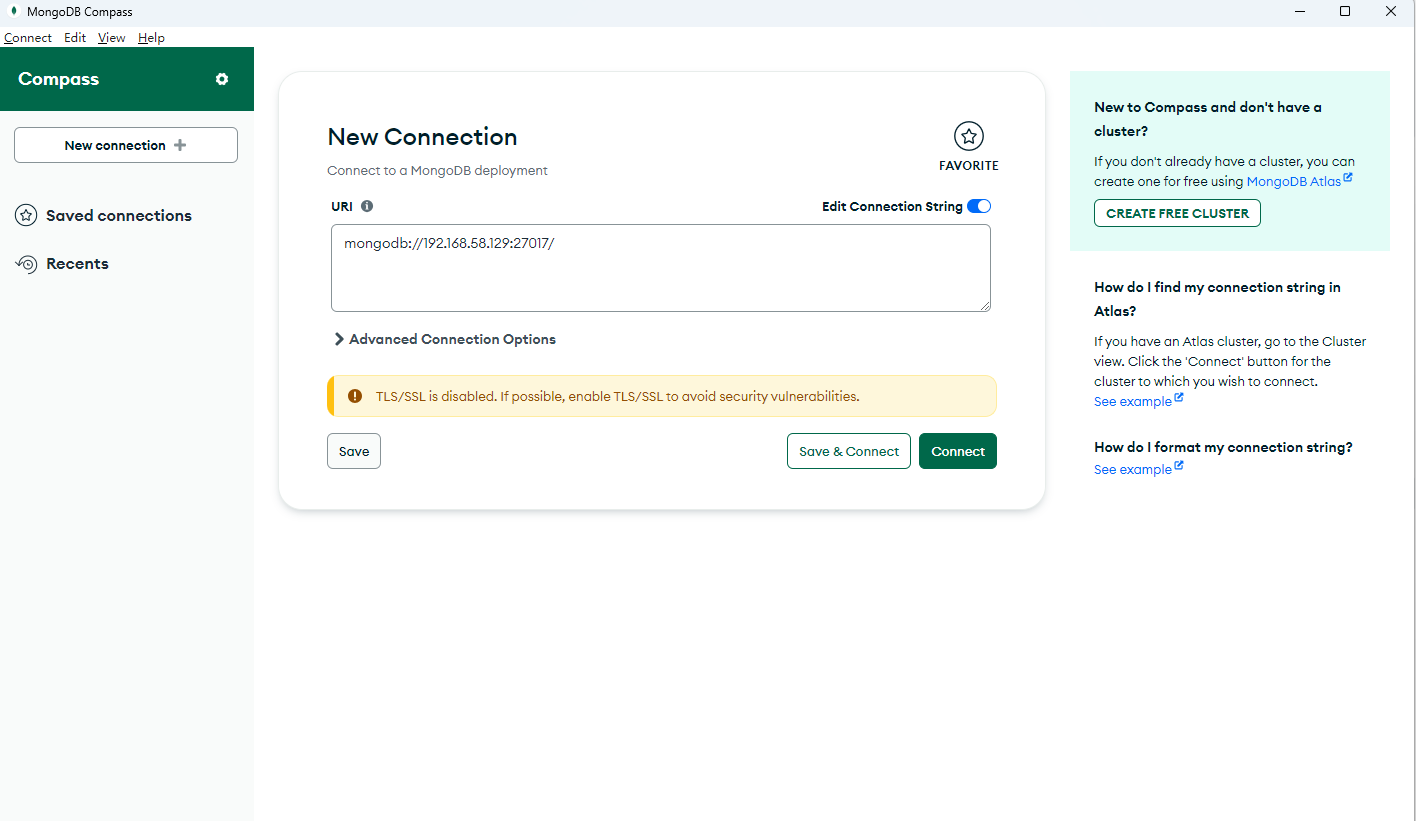 MongoDB Compass
Connect Edit View Help
Compass
New connection
Saved connections
Recents
New Connection
Connect to a MongoDB deployment
FAVORITE
URI
Edit Connection String
mongodb://192.168.58.129:27017/
Advanced Connection Options
TLS/SSL is disabled. If possible, enable TLS/SSL to avoid security vulnerabilities.
Save
Save & Connect
Connect
New to Compass and don't have a
cluster?
If you don't already have a cluster, you can
create one for free using MongoDB Atlas
CREATE FREE CLUSTER
How do I find my connection string in
Atlas?
If you have an Atlas cluster, go to the Cluster
view. Click the 'Connect' button for the
cluster to which you wish to connect.
See example
How do I format my connection string?
See example